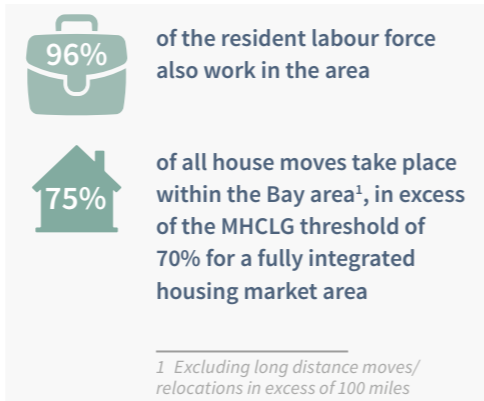 96%
of the resident labour force
also work in the area
75%
of all house moves take place
within the Bay area¹, in excess
of the MHCLG threshold of
70% for a fully integrated
housing market area
1 Excluding long distance moves/
relocations in excess of 100 miles